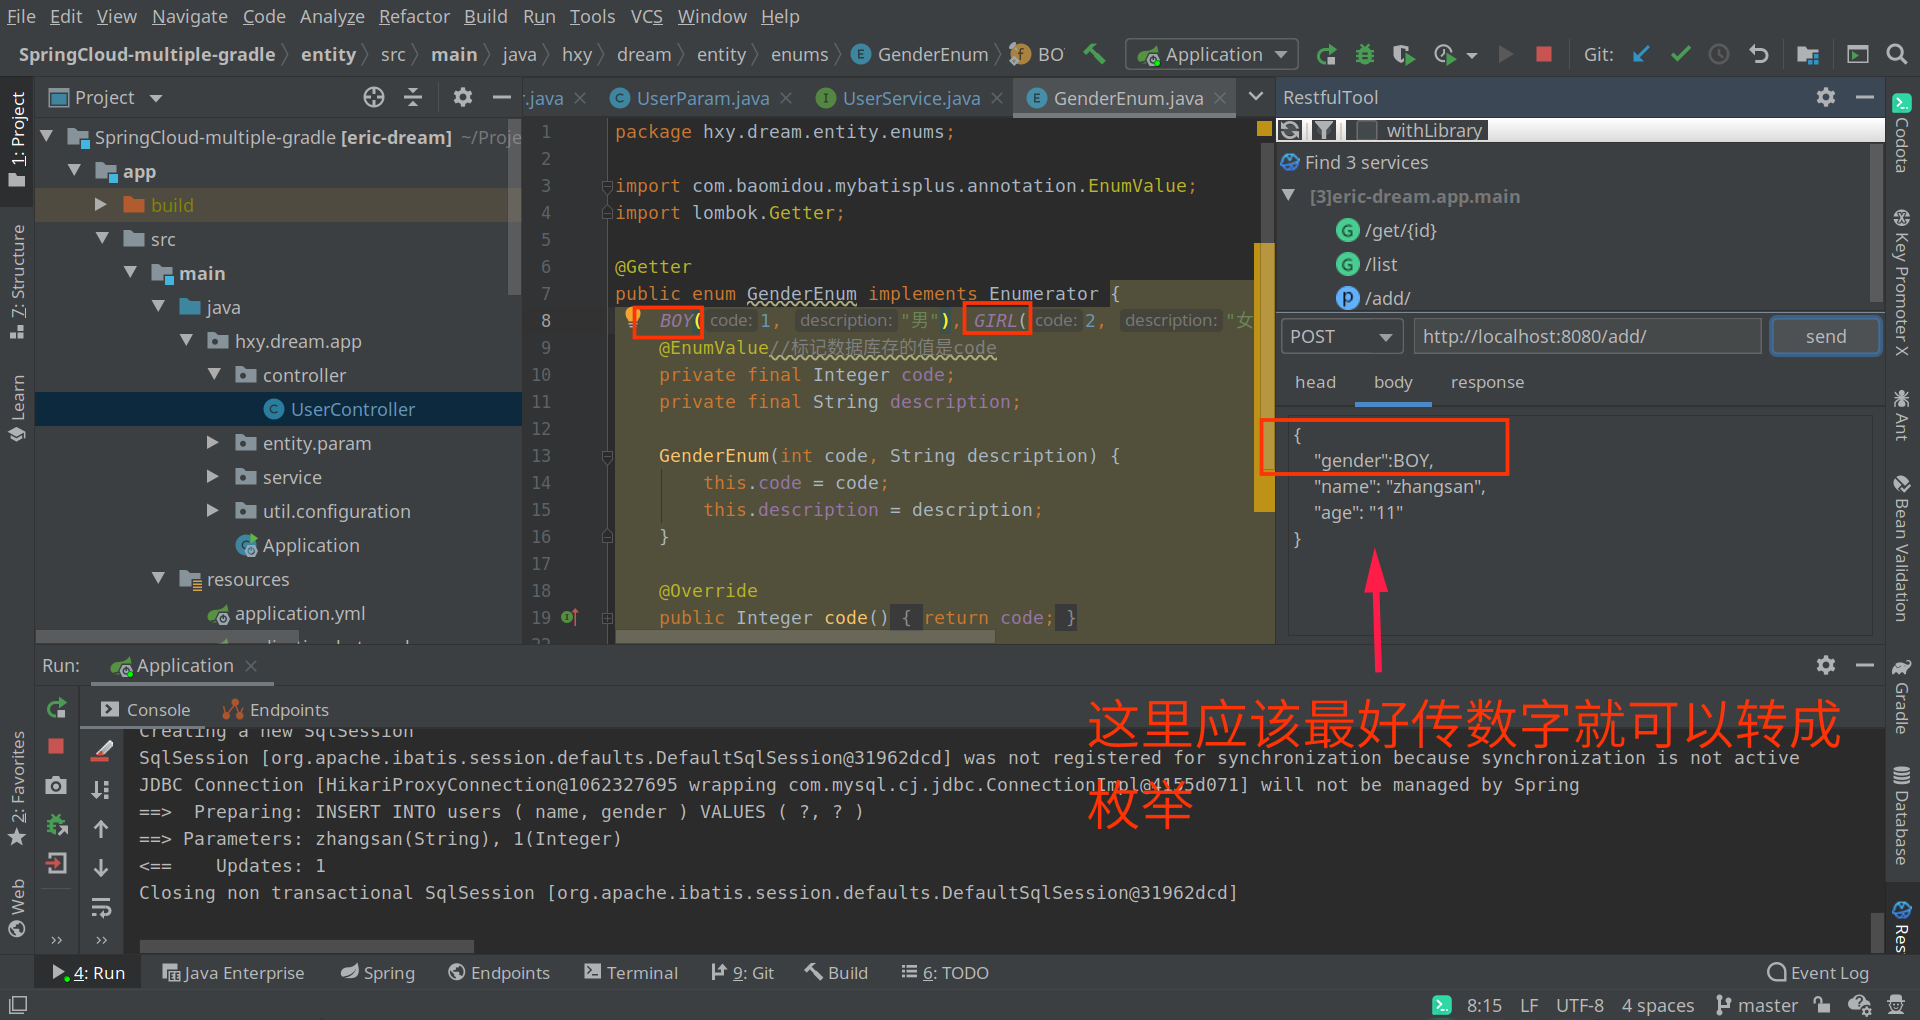 File Edit View Navigate Code Analyze Refactor Build Run Tools VCS Window Help
SpringCloud-multiple-gradle entity src main java hxy dream entity enums GenderEnum BO Application Git:
1: Project
7: Structure
Learn
2: Favorites
Web
Project
SpringCloud-multiple-gradle [eric-dream] ~/Proje
app
build
src
main
java
hxy.dream.app
controller
UserController
entity.param
service
util.configuration
Application
resources
application.yml
r.java UserParam.java UserService.java GenderEnum.java
1 package hxy.dream.entity.enums;
2
3 import com.baomidou.mybatisplus.annotation.EnumValue;
4 import lombok.Getter;
5
6 @Getter
7 public enum GenderEnum implements Enumerator {
8 BOY( code: 1, description: "男"), GIRL( code: 2, description: "女
9 @EnumValue//标记数据库存的值是code
10 private final Integer code;
11 private final String description;
12
13 GenderEnum(int code, String description) {
14 this.code = code;
15 this.description = description;
16 }
17
18 @Override
19 public Integer code() { return code; }
22
RestfulTool
withLibrary
Find 3 services
[3]eric-dream.app.main
G /get/{id}
G /list
p /add/
POST http://localhost:8080/add/ send
head body response
{
"gender":BOY,
"name": "zhangsan",
"age": "11"
}
Codota
Key Promoter X
Ant
Bean Validation
Gradle
Database
Res
Run: Application
Console Endpoints
这里应该最好传数字就可以转成
枚举
Creating a new SqlSession
SqlSession [org.apache.ibatis.session.defaults.DefaultSqlSession@31962dcd] was not registered for synchronization because synchronization is not active
JDBC Connection [HikariProxyConnection@1062327695 wrapping com.mysql.cj.jdbc.ConnectionImpl@4155d071] will not be managed by Spring
==> Preparing: INSERT INTO users ( name, gender ) VALUES ( ?, ? )
==> Parameters: zhangsan(String), 1(Integer)
<== Updates: 1
Closing non transactional SqlSession [org.apache.ibatis.session.defaults.DefaultSqlSession@31962dcd]
4: Run Java Enterprise Spring Endpoints Terminal 9: Git Build 6: TODO Event Log
8:15 LF UTF-8 4 spaces master